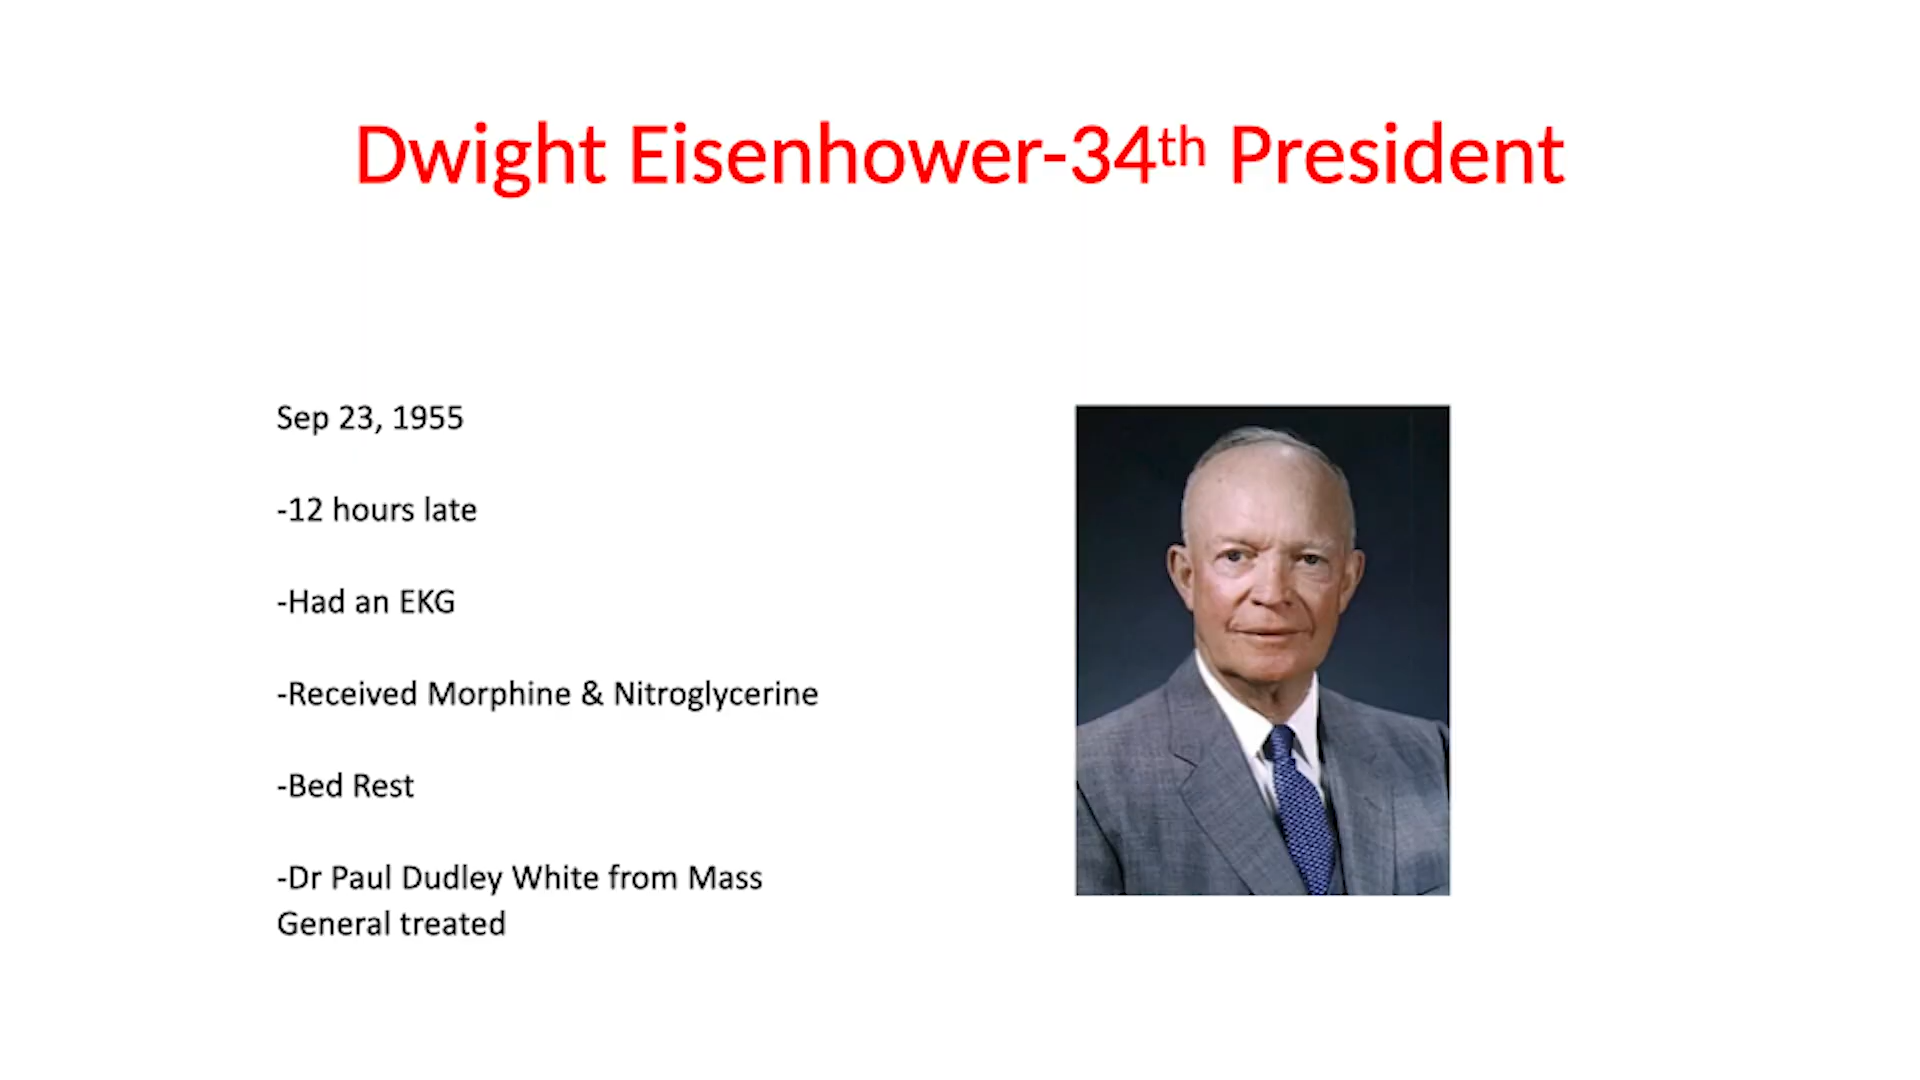 Dwight Eisenhower-34th President
Sep 23, 1955
-12 hours late
-Had an EKG
-Received Morphine & Nitroglycerine
-Bed Rest
-Dr Paul Dudley White from Mass
General treated